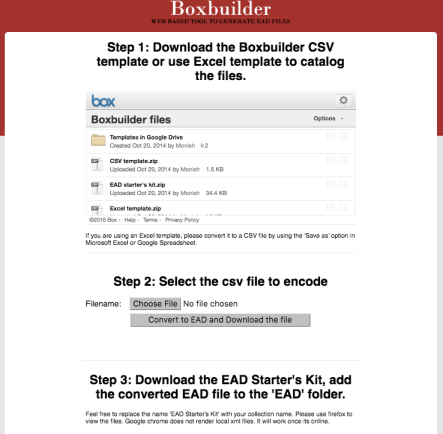 Boxbuilder
WEB BASED TOOL TO GENERATE EAD FILES
Step 1: Download the Boxbuilder CSV
template or use Excel template to catalog
the files.
box
Boxbuilder files
Options
Templates in Google Drive
Created Oct 20, 2014 by Monish 2
CSV template.zip
Uploaded Oct 20, 2014 by Monish 1.5 KB
EAD starter's kit.zip
Uploaded Oct 20, 2014 by Monish 34.4 KB
Excel template.zip
©2016 Box · Help · Terms · Privacy Policy
If you are using an Excel template, please convert it to a CSV file by using the 'Save as' option in
Microsoft Excel or Google Spreadsheet.
Step 2: Select the csv file to encode
Filename: Choose File No file chosen
Convert to EAD and Download the file
Step 3: Download the EAD Starter's Kit, add
the converted EAD file to the 'EAD' folder.
Feel free to replace the name 'EAD Starter's Kit' with your collection name. Please use firefox to
view the files. Google chrome does not render local xml files. It will work once its online.